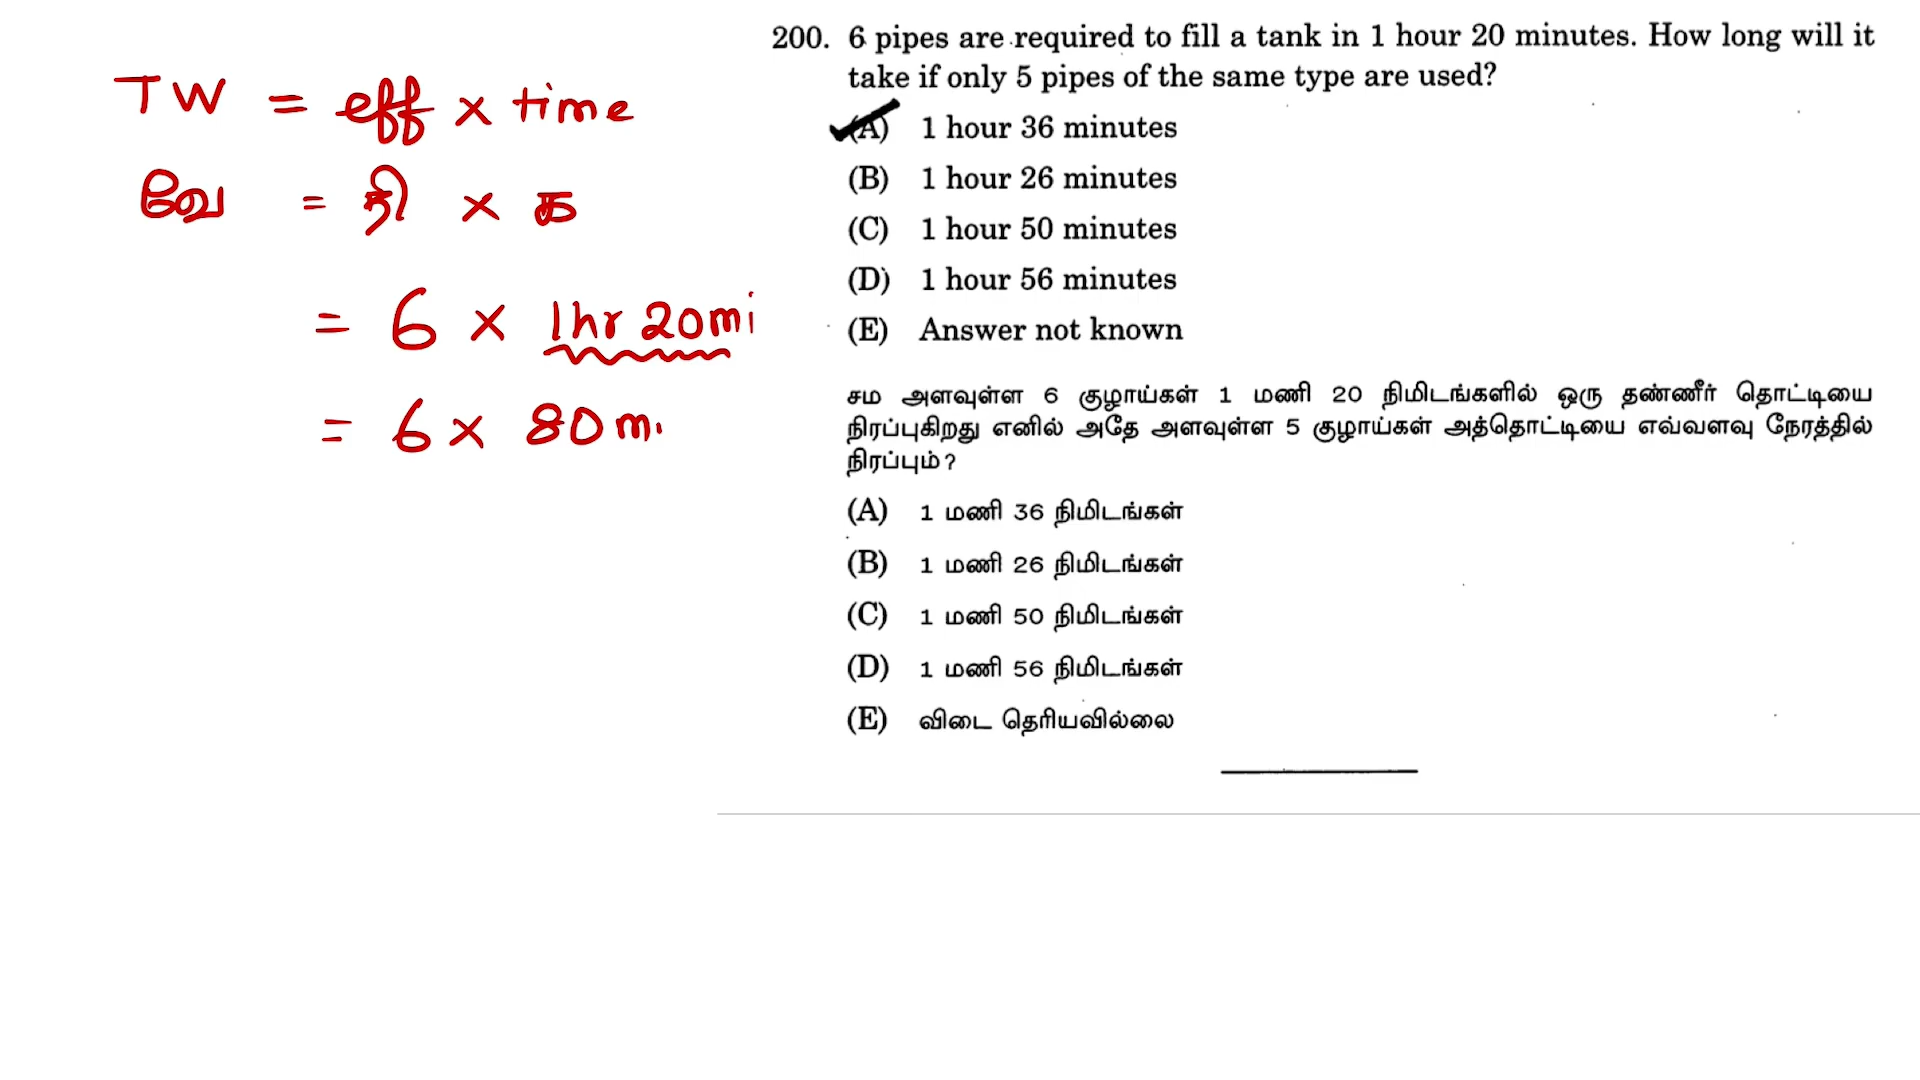 TW = eff × time
வே = நி × க
= 6 × 1hr 20mi
= 6 × 80m.
200. 6 pipes are required to fill a tank in 1 hour 20 minutes. How long will it
take if only 5 pipes of the same type are used?
(A) 1 hour 36 minutes
(B) 1 hour 26 minutes
(C) 1 hour 50 minutes
(D) 1 hour 56 minutes
(E) Answer not known
சம அளவுள்ள 6 குழாய்கள் 1 மணி 20 நிமிடங்களில் ஒரு தண்ணீர் தொட்டியை
நிரப்புகிறது எனில் அதே அளவுள்ள 5 குழாய்கள் அத்தொட்டியை எவ்வளவு நேரத்தில்
நிரப்பும்?
(A) 1 மணி 36 நிமிடங்கள்
(B) 1 மணி 26 நிமிடங்கள்
(C) 1 மணி 50 நிமிடங்கள்
(D) 1 மணி 56 நிமிடங்கள்
(E) விடை தெரியவில்லை